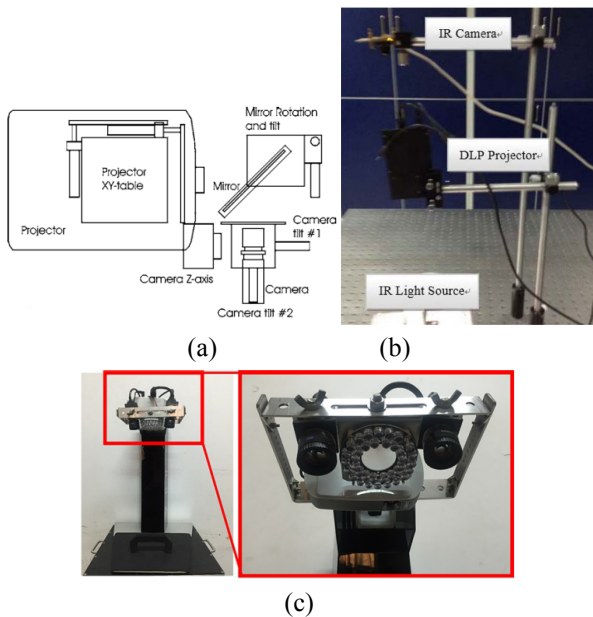 Mirror Rotation
and tilt
Projector
XY-table
Mirror
Projector
Camera
tilt #1
Camera Z-axis
Camera
Camera tilt #2
IR Camera
DLP Projector
IR Light Source
(a)
(b)
(c)